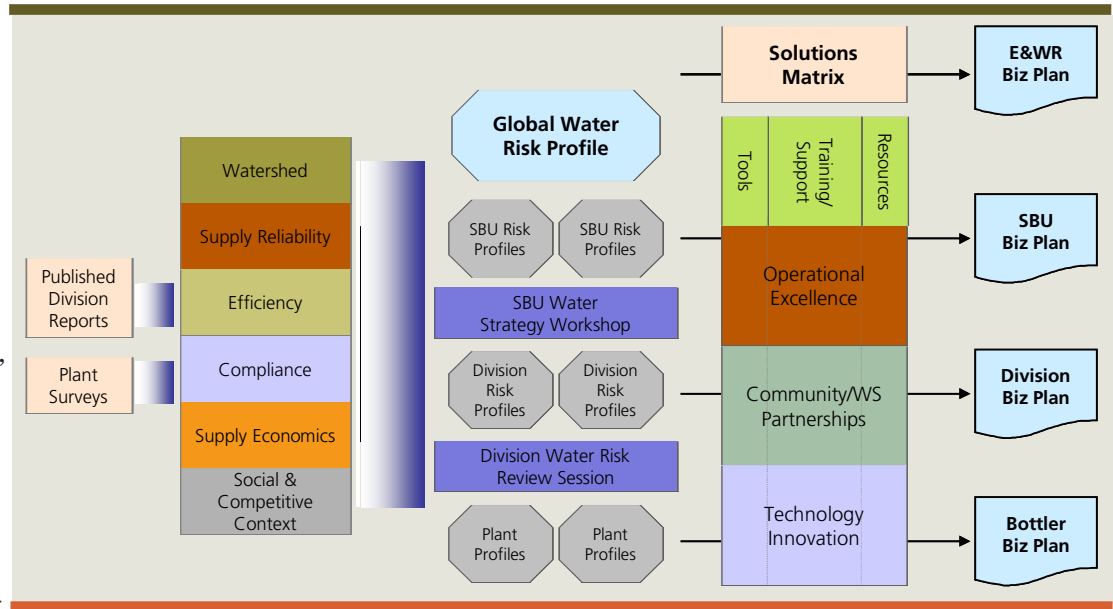 Published
Division
Reports
Plant
Surveys
Watershed
Supply Reliability
Efficiency
Compliance
Supply Economics
Social &
Competitive
Context
Global Water
Risk Profile
SBU Risk
Profiles
SBU Risk
Profiles
SBU Water
Strategy Workshop
Division
Risk
Profiles
Division
Risk
Profiles
Division Water Risk
Review Session
Plant
Profiles
Plant
Profiles
Solutions
Matrix
Tools
Training/
Support
Resources
Operational
Excellence
Community/WS
Partnerships
Technology
Innovation
E&WR
Biz Plan
SBU
Biz Plan
Division
Biz Plan
Bottler
Biz Plan